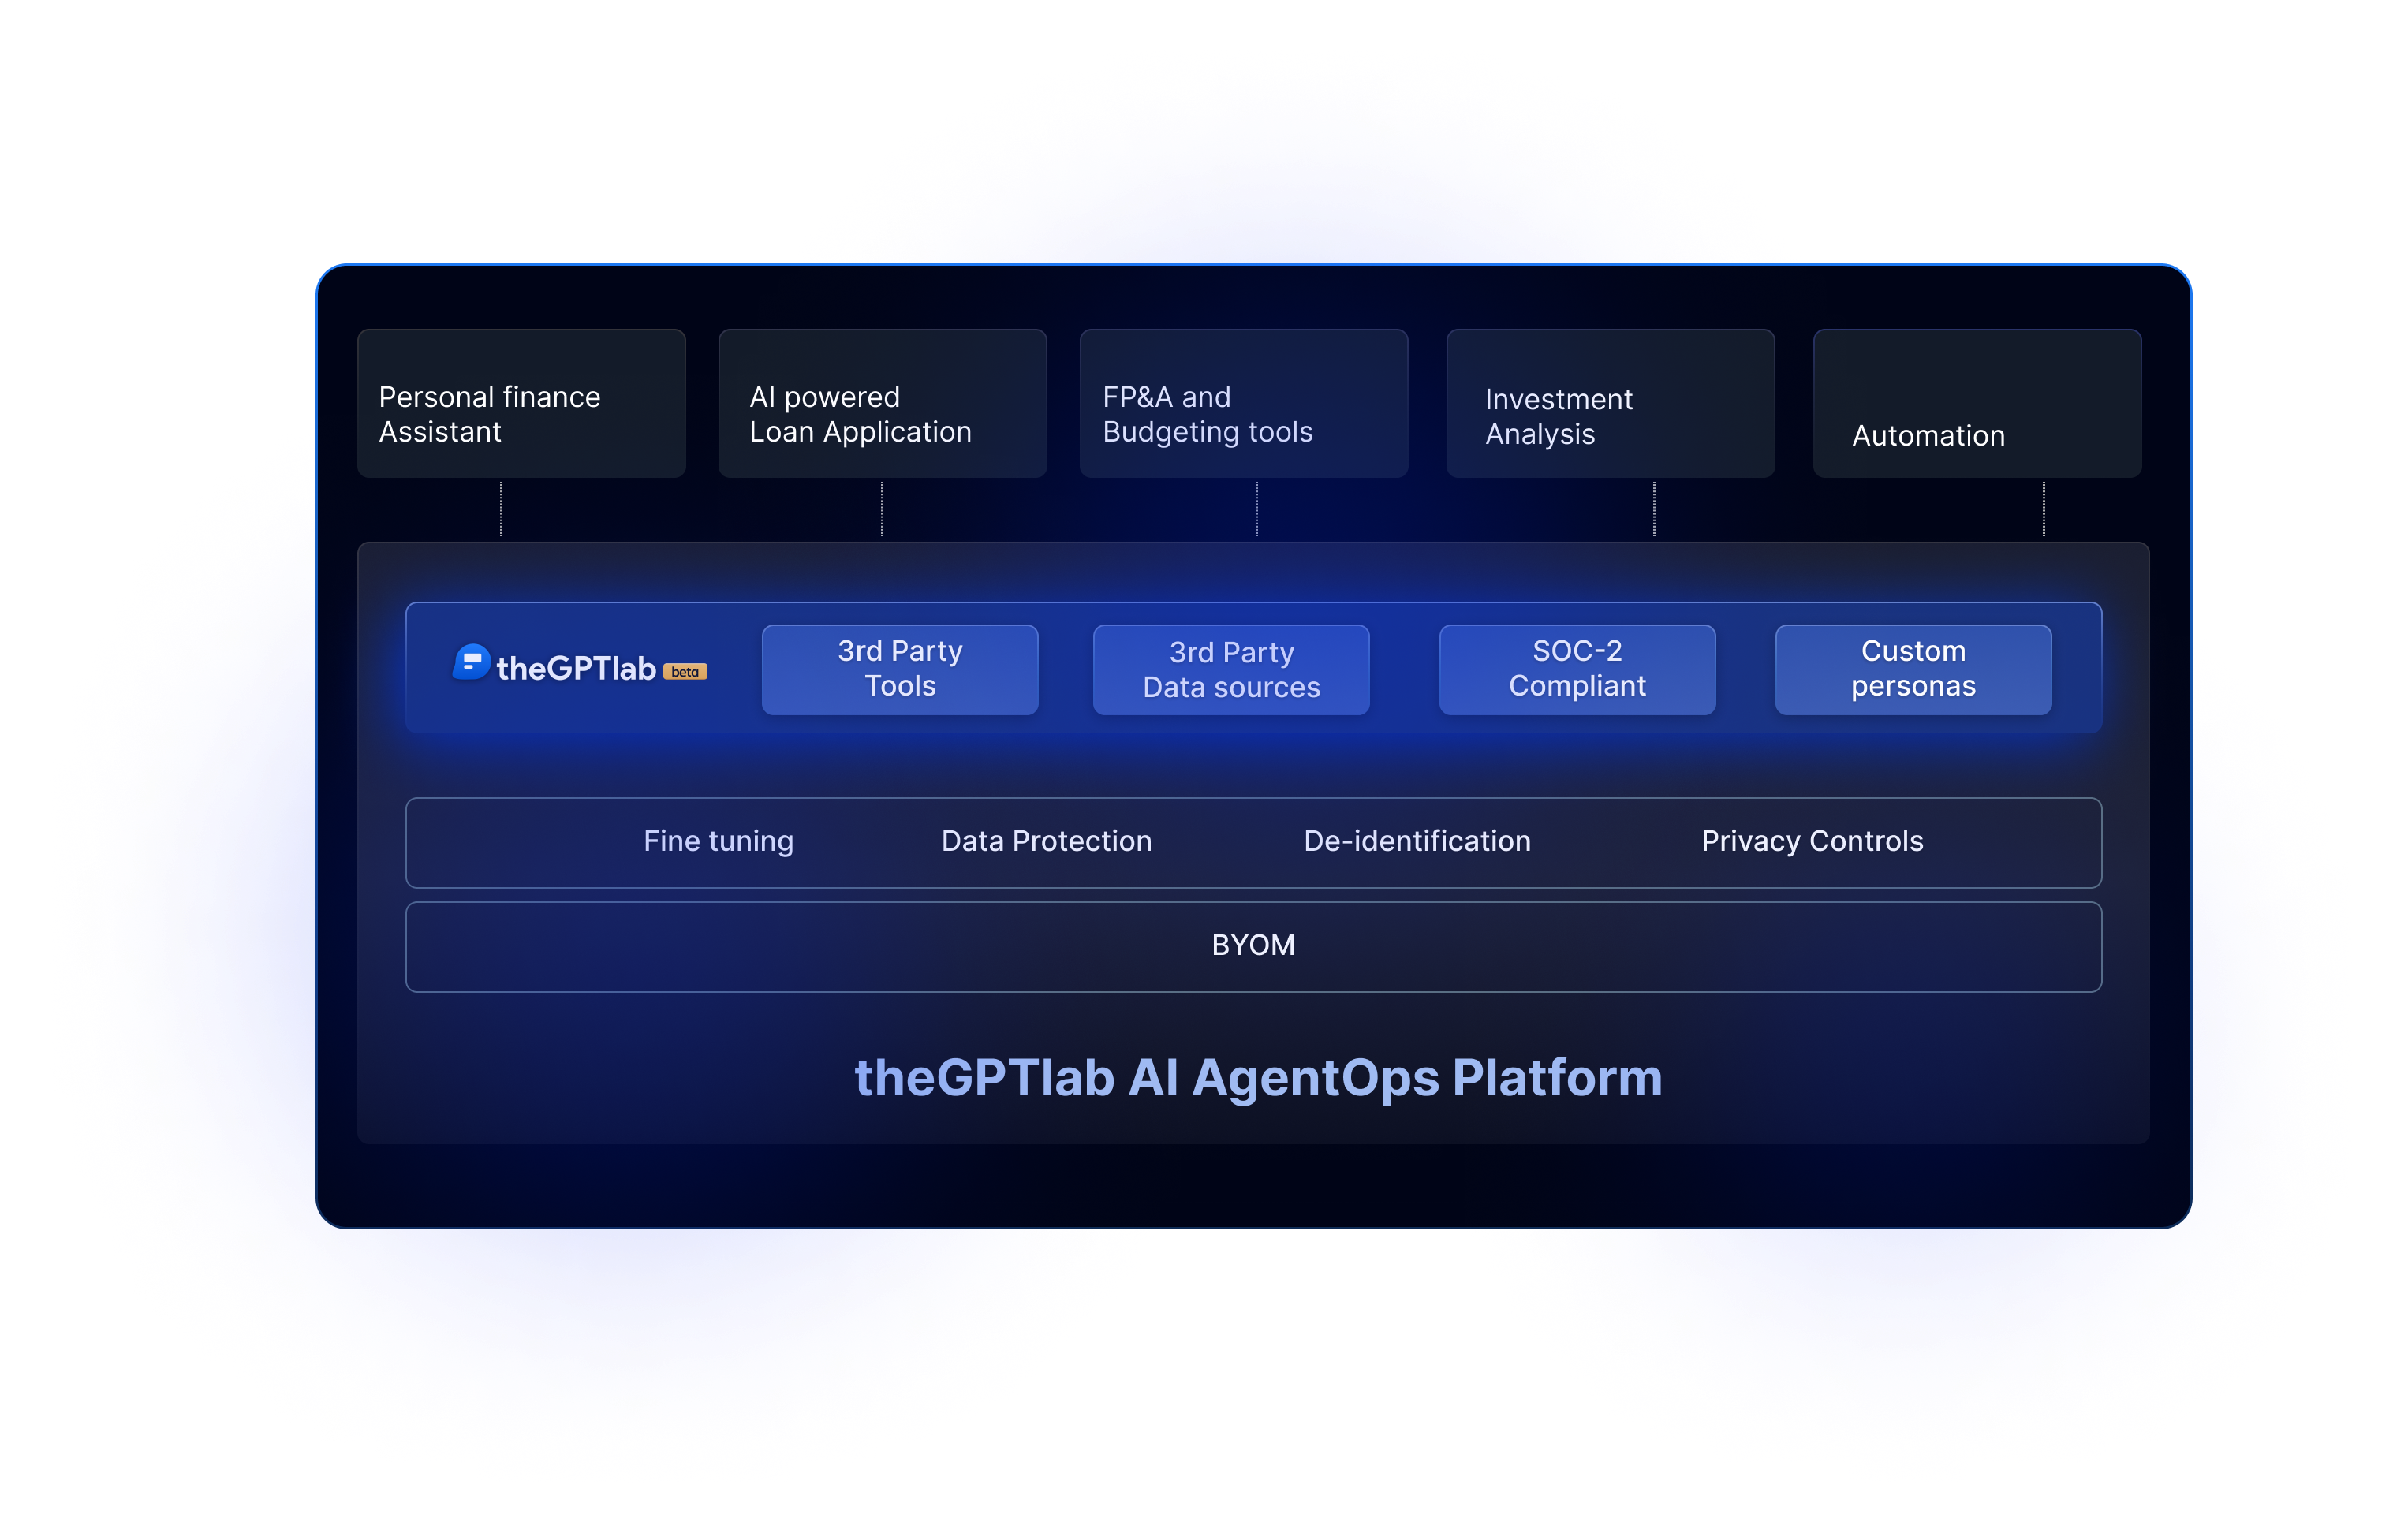 Personal finance
Assistant
AI powered
Loan Application
FP&A and
Budgeting tools
Investment
Analysis
Automation
theGPTlab beta
3rd Party
Tools
3rd Party
Data sources
SOC-2
Compliant
Custom
personas
Fine tuning
Data Protection
De-identification
Privacy Controls
BYOM
theGPTlab AI AgentOps Platform